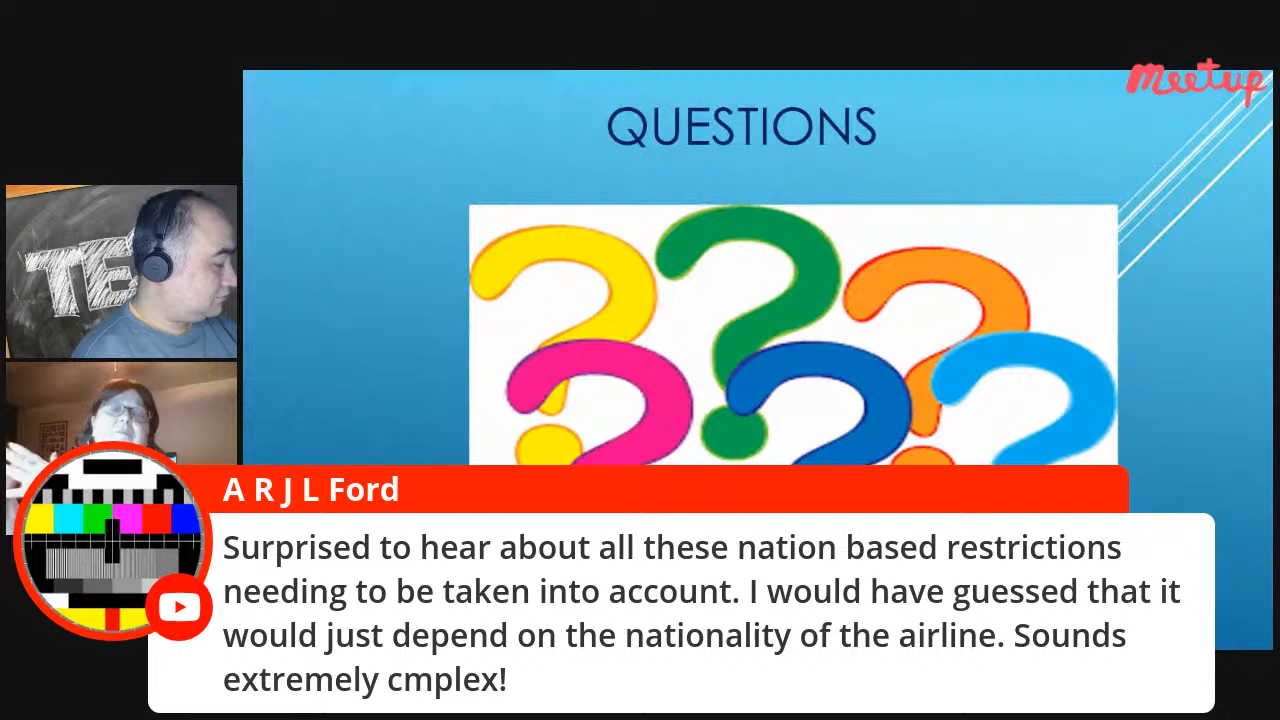 meetup
QUESTIONS
TE
A R J L Ford
Surprised to hear about all these nation based restrictions
needing to be taken into account. I would have guessed that it
would just depend on the nationality of the airline. Sounds
extremely cmplex!